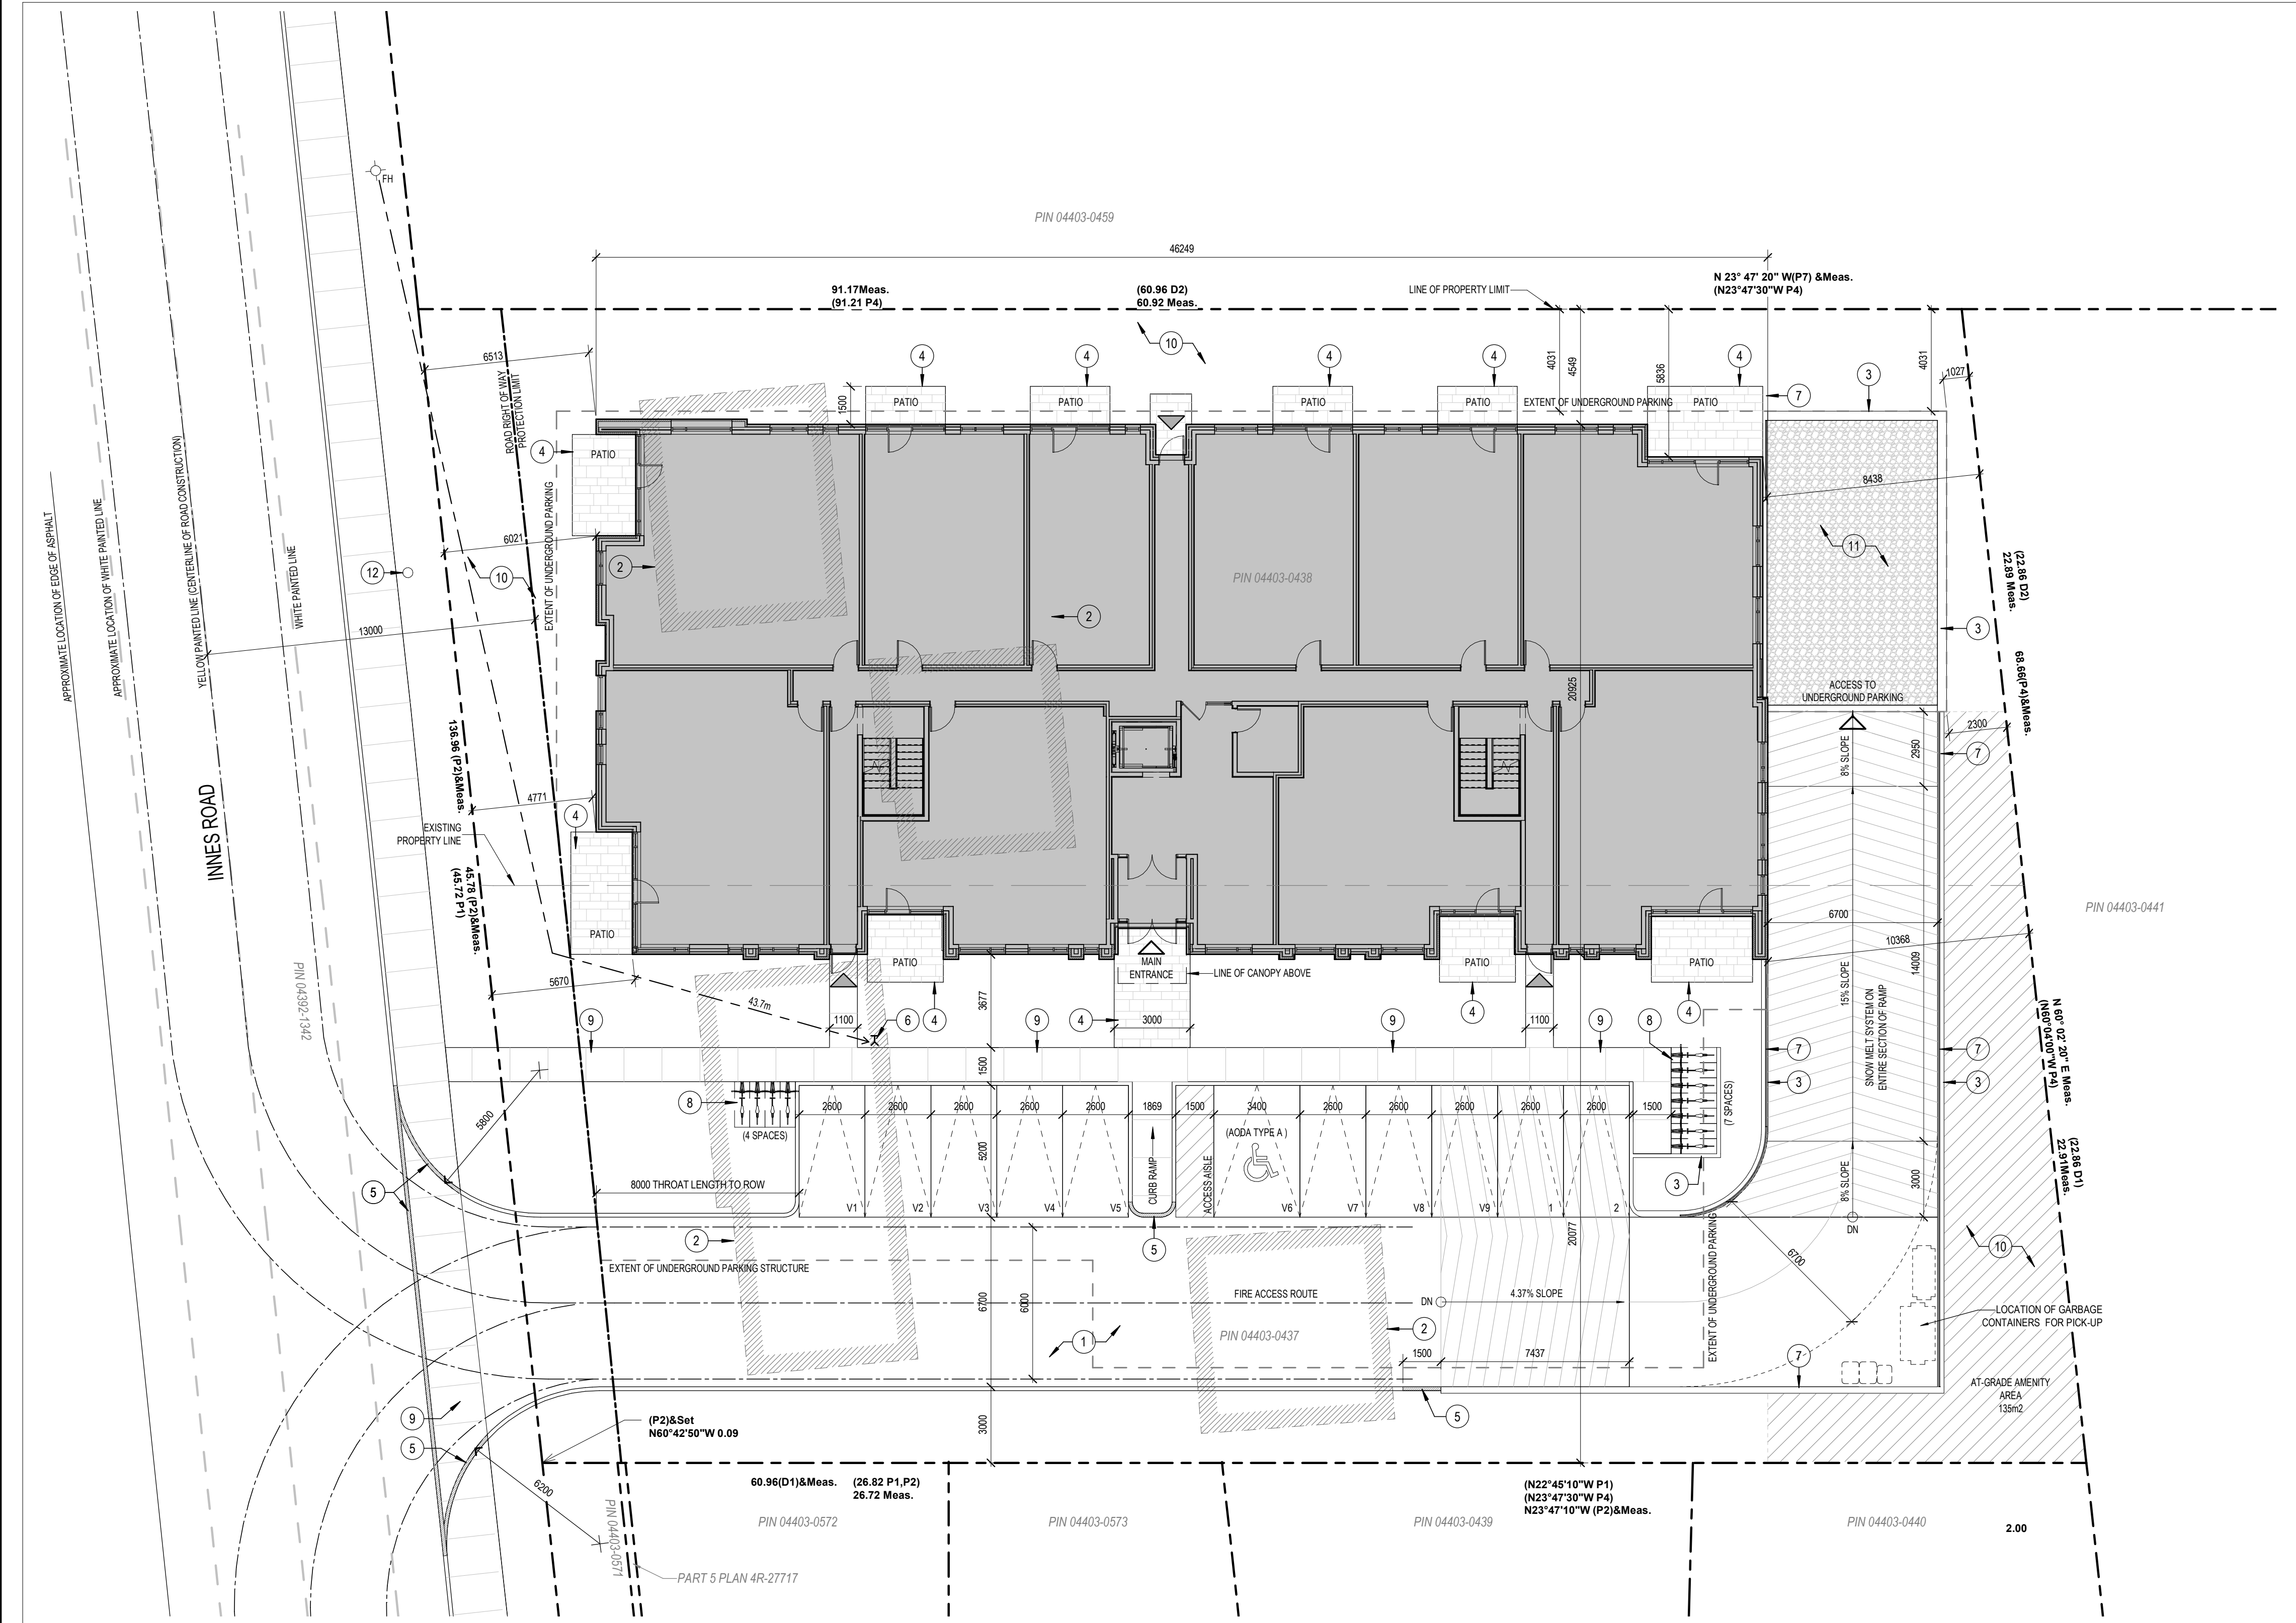 FH
PIN 04403-0459
46249
91.17Meas.
(91.21 P4)
(60.96 D2)
60.92 Meas.
LINE OF PROPERTY LIMIT
N 23° 47' 20" W(P7) &Meas.
(N23°47'30"W P4)
6513
ROAD RIGHT OF WAY
PROTECTION LIMIT
10
4
4
4
4
4
3
4031
4549
5836
4031
1027
1500
PATIO
PATIO
PATIO
PATIO
EXTENT OF UNDERGROUND PARKING
PATIO
7
4
PATIO
EXTENT OF UNDERGROUND PARKING
8438
11
6021
12
10
2
PIN 04403-0438
2
3
(22.86 D2)
22.89 Meas.
68.66(P4)&Meas.
13000
APPROXIMATE LOCATION OF EDGE OF ASPHALT
APPROXIMATE LOCATION OF WHITE PAINTED LINE
YELLOW PAINTED LINE (CENTERLINE OF ROAD CONSTRUCTION)
WHITE PAINTED LINE
INNES ROAD
20925
ACCESS TO
UNDERGROUND PARKING
2300
7
8% SLOPE
2950
136.96 (P2)&Meas.
4771
4
EXISTING
PROPERTY LINE
45.78 (P2)&Meas.
(45.72 P1)
PIN 04403-0441
6700
10368
14009
15% SLOPE
SNOW MELT SYSTEM ON
ENTIRE SECTION OF RAMP
PATIO
PATIO
MAIN
ENTRANCE
LINE OF CANOPY ABOVE
PATIO
PATIO
PIN 04392-1342
5670
43.7m
3677
9
1100
6
4
9
4
3000
9
4
1100
9
8
4
7
7
3
3
N 60° 02' 20" E Meas.
(N60°04'00"W P4)
1500
8
(4 SPACES)
2600
2600
2600
2600
2600
1869
1500
3400
2600
2600
2600
2600
2600
1500
(7 SPACES)
(AODA TYPE A )
5800
5200
CURB RAMP
ACCESS AISLE
8% SLOPE
3000
(22.86 D1)
22.91Meas.
5
8000 THROAT LENGTH TO ROW
V1
V2
V3
V4
V5
V6
V7
V8
V9
1
2
3
DN
2
5
20077
10
6700
EXTENT OF UNDERGROUND PARKING STRUCTURE
EXTENT OF UNDERGROUND PARKING
6700
6000
FIRE ACCESS ROUTE
DN
4.37% SLOPE
LOCATION OF GARBAGE
CONTAINERS FOR PICK-UP
PIN 04403-0437
2
1
1500
7437
7
AT-GRADE AMENITY
AREA
135m2
9
5
5
3000
(P2)&Set
N60°42'50"W 0.09
6200
60.96(D1)&Meas.
(26.82 P1,P2)
26.72 Meas.
(N22°45'10"W P1)
(N23°47'30"W P4)
N23°47'10"W (P2)&Meas.
PIN 04403-0571
PIN 04403-0572
PIN 04403-0573
PIN 04403-0439
PIN 04403-0440
2.00
PART 5 PLAN 4R-27717